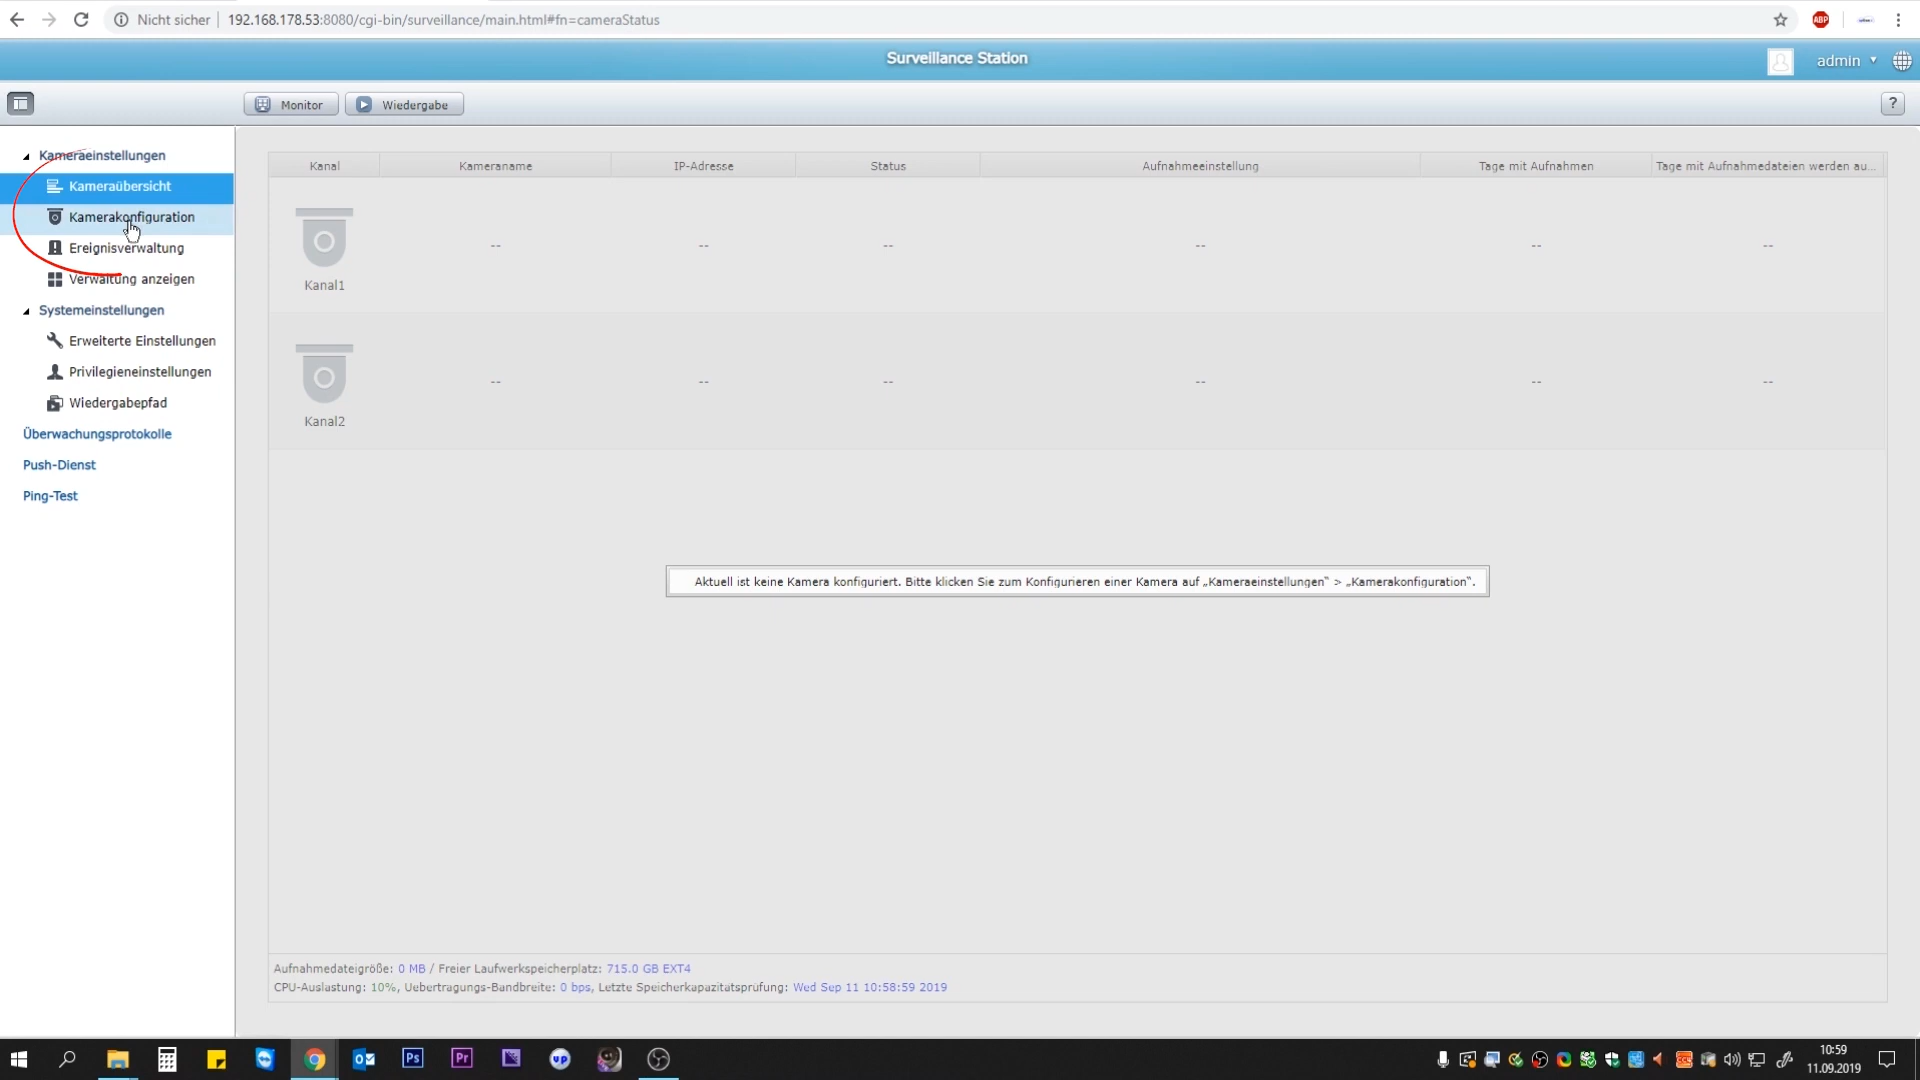 Nicht sicher 192.168.178.53:8080/cgi-bin/surveillance/main.html#fn=cameraStatus
ABP
Surveillance Station
admin
Monitor Wiedergabe ?
Kameraeinstellungen
Kameraübersicht
Kamerakonfiguration
Ereignisverwaltung
Verwaltung anzeigen
Systemeinstellungen
Erweiterte Einstellungen
Privilegieneinstellungen
Wiedergabepfad
Überwachungsprotokolle
Push-Dienst
Ping-Test
Kanal Kameraname IP-Adresse Status Aufnahmeeinstellung Tage mit Aufnahmen Tage mit Aufnahmedateien werden au...
-- -- -- -- -- --
Kanal1
-- -- -- -- -- --
Kanal2
Aktuell ist keine Kamera konfiguriert. Bitte klicken Sie zum Konfigurieren einer Kamera auf „Kameraeinstellungen“ > „Kamerakonfiguration“.
Aufnahmedateigröße: 0 MB / Freier Laufwerkspeicherplatz: 715.0 GB EXT4
CPU-Auslastung: 10%, Uebertragungs-Bandbreite: 0 bps, Letzte Speicherkapazitatsprüfung: Wed Sep 11 10:58:59 2019
Ps Pr up
10:59
11.09.2019